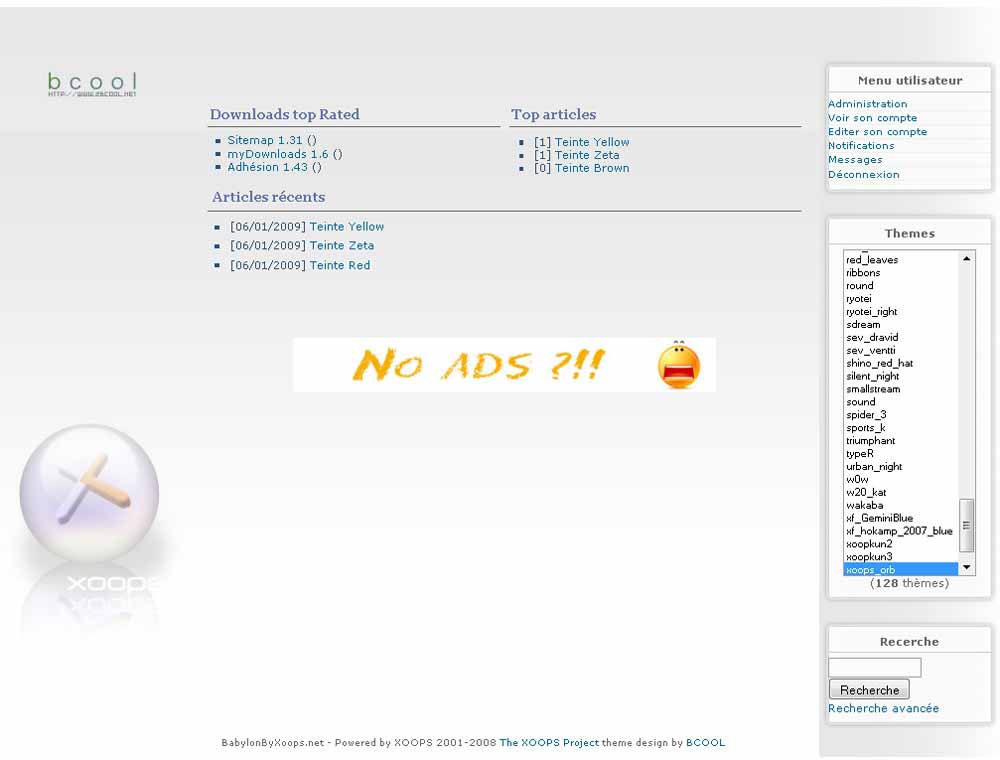 bcool
HTTP://WWW.2BCOOL.NET
Downloads top Rated
Sitemap 1.31 ()
myDownloads 1.6 ()
Adhésion 1.43 ()
Top articles
[1] Teinte Yellow
[1] Teinte Zeta
[0] Teinte Brown
Articles récents
[06/01/2009] Teinte Yellow
[06/01/2009] Teinte Zeta
[06/01/2009] Teinte Red
No ADS ?!!
xoops
Menu utilisateur
Administration
Voir son compte
Editer son compte
Notifications
Messages
Déconnexion
Themes
red_leaves
ribbons
round
ryotei
ryotei_right
sdream
sev_dravid
sev_ventti
shino_red_hat
silent_night
smallstream
sound
spider_3
sports_k
triumphant
typeR
urban_night
w0w
w20_kat
wakaba
xf_GeminiBlue
xf_hokamp_2007_blue
xoopkun2
xoopkun3
xoops_orb
(128 thèmes)
Recerche
Recherche
Recherche avancée
BabylonByXoops.net - Powered by XOOPS 2001-2008 The XOOPS Project theme design by BCOOL